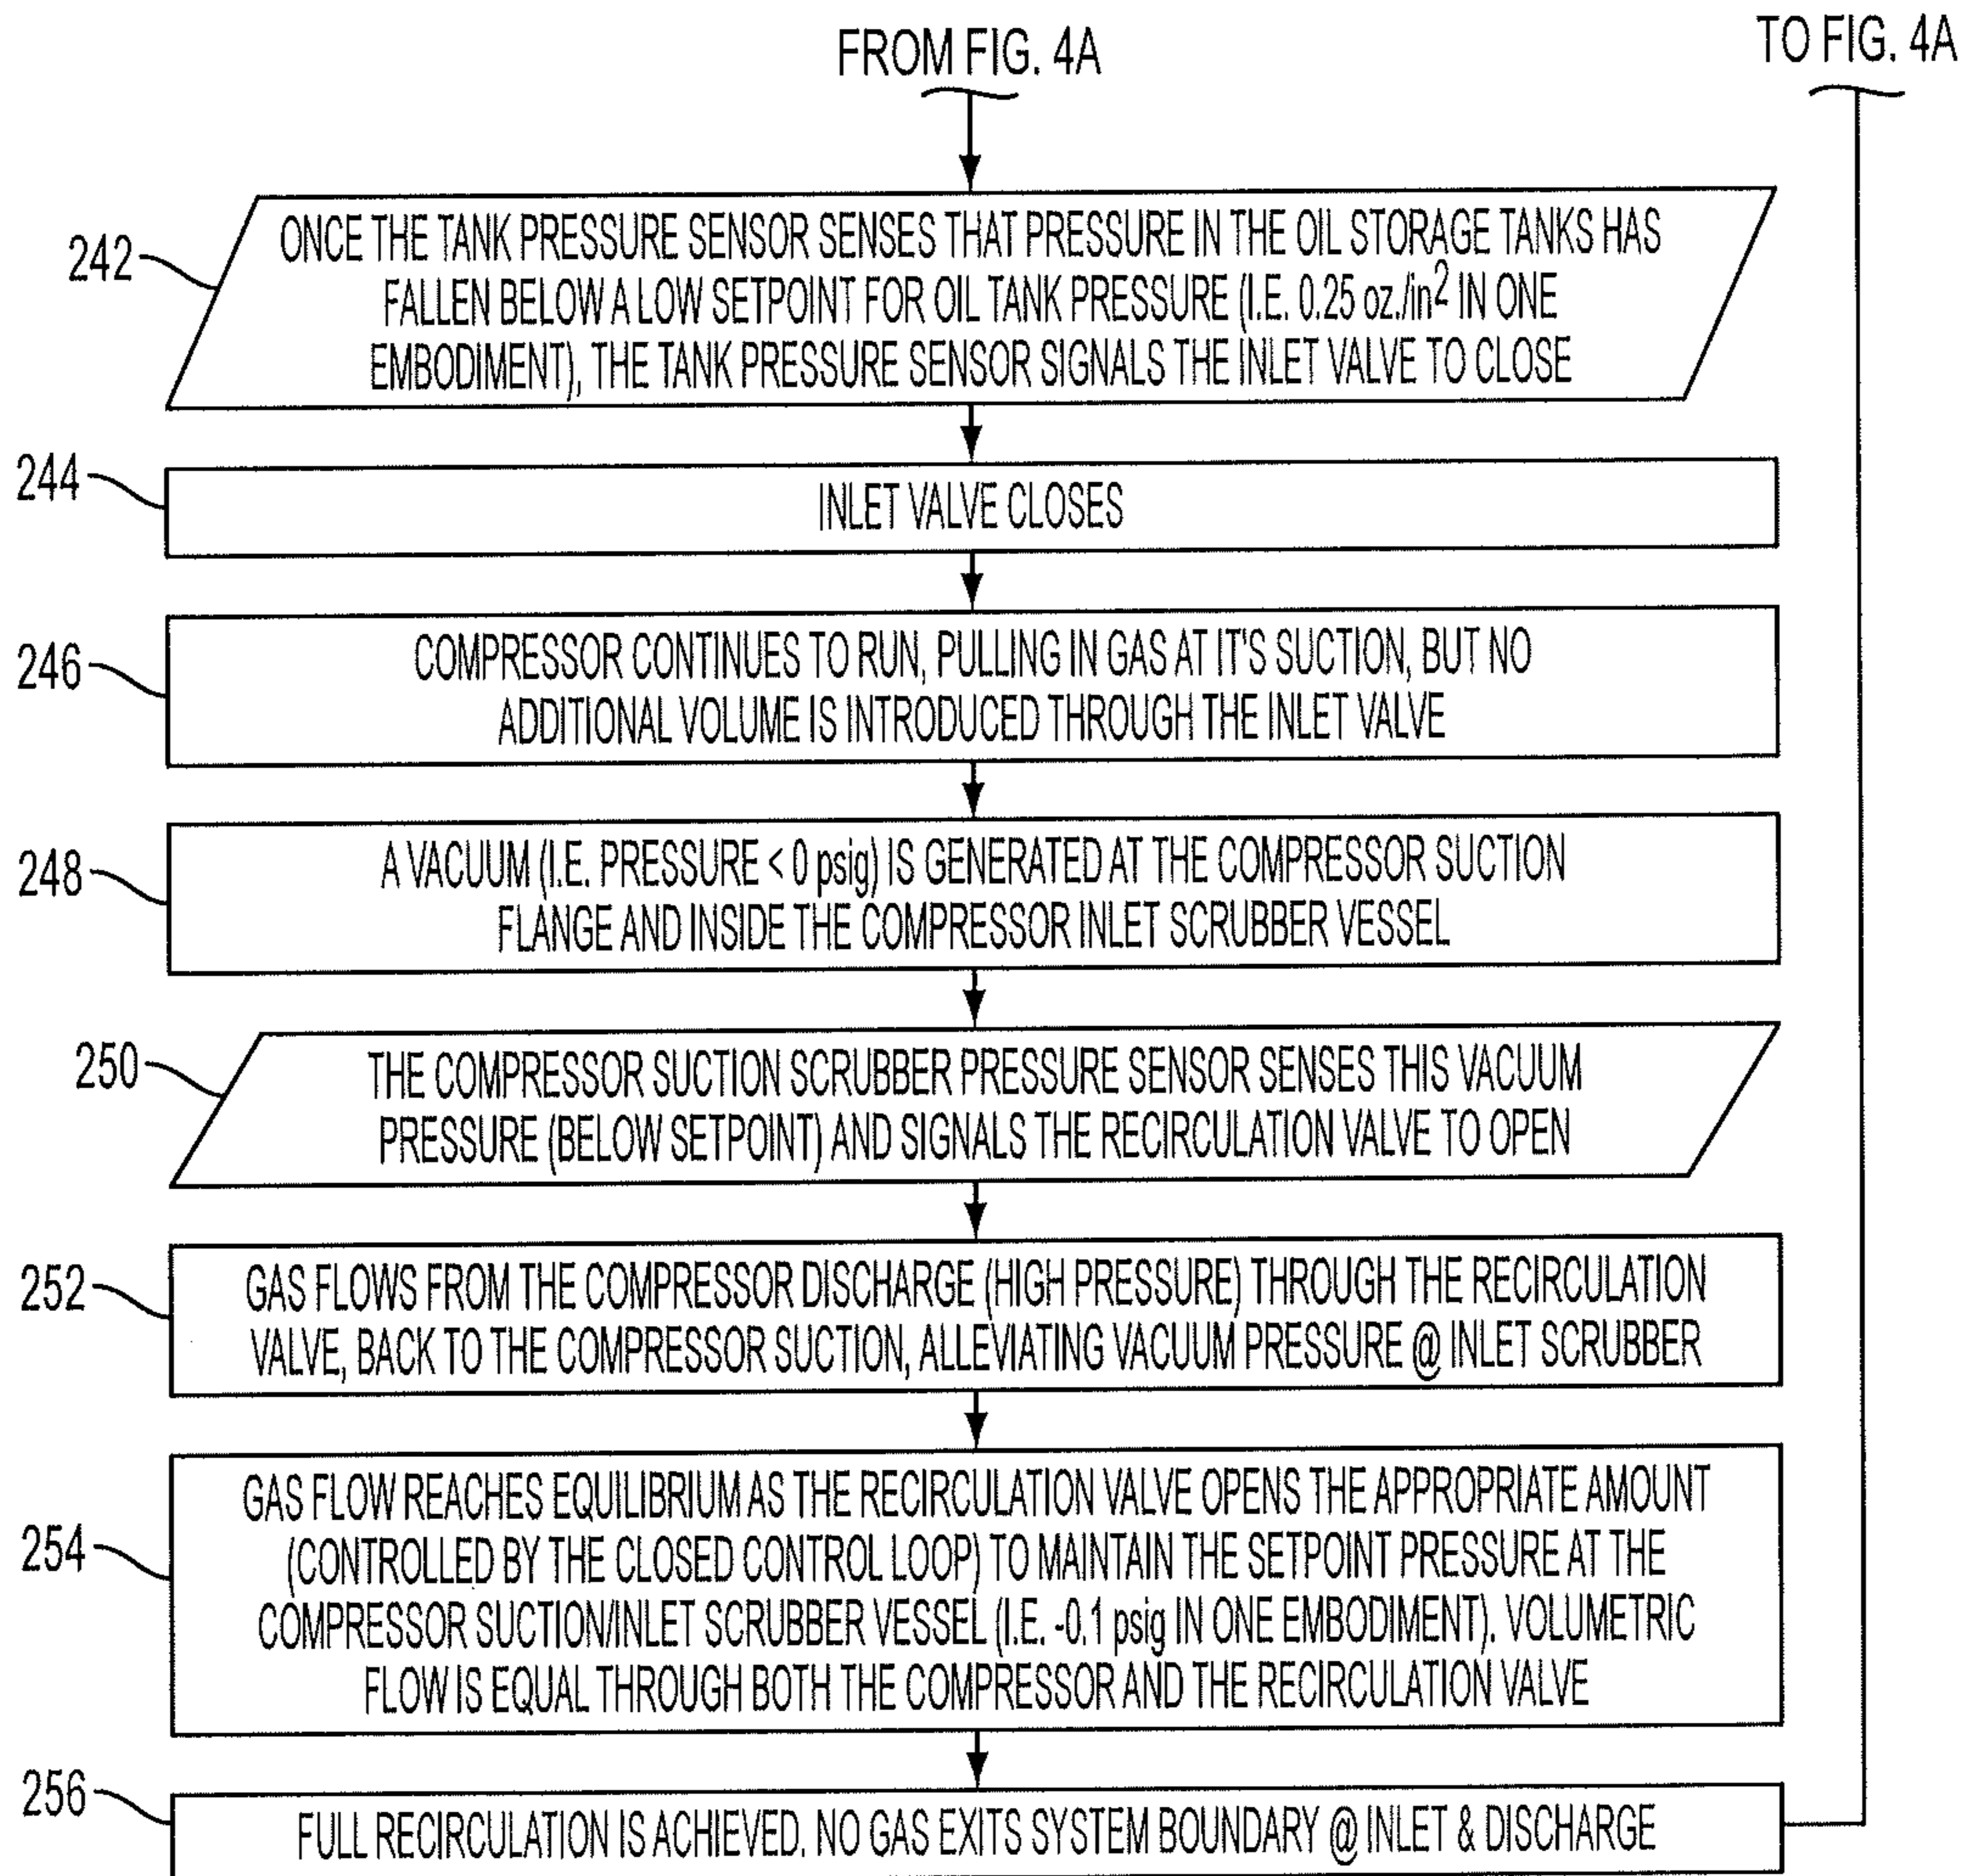 FROM FIG. 4A
TO FIG. 4A
242
ONCE THE TANK PRESSURE SENSOR SENSES THAT PRESSURE IN THE OIL STORAGE TANKS HAS
FALLEN BELOW A LOW SETPOINT FOR OIL TANK PRESSURE (I.E. 0.25 oz./in² IN ONE
EMBODIMENT), THE TANK PRESSURE SENSOR SIGNALS THE INLET VALVE TO CLOSE
244
INLET VALVE CLOSES
246
COMPRESSOR CONTINUES TO RUN, PULLING IN GAS AT IT'S SUCTION, BUT NO
ADDITIONAL VOLUME IS INTRODUCED THROUGH THE INLET VALVE
248
A VACUUM (I.E. PRESSURE < 0 psig) IS GENERATED AT THE COMPRESSOR SUCTION
FLANGE AND INSIDE THE COMPRESSOR INLET SCRUBBER VESSEL
250
THE COMPRESSOR SUCTION SCRUBBER PRESSURE SENSOR SENSES THIS VACUUM
PRESSURE (BELOW SETPOINT) AND SIGNALS THE RECIRCULATION VALVE TO OPEN
252
GAS FLOWS FROM THE COMPRESSOR DISCHARGE (HIGH PRESSURE) THROUGH THE RECIRCULATION
VALVE, BACK TO THE COMPRESSOR SUCTION, ALLEVIATING VACUUM PRESSURE @ INLET SCRUBBER
254
GAS FLOW REACHES EQUILIBRIUM AS THE RECIRCULATION VALVE OPENS THE APPROPRIATE AMOUNT
(CONTROLLED BY THE CLOSED CONTROL LOOP) TO MAINTAIN THE SETPOINT PRESSURE AT THE
COMPRESSOR SUCTION/INLET SCRUBBER VESSEL (I.E. -0.1 psig IN ONE EMBODIMENT). VOLUMETRIC
FLOW IS EQUAL THROUGH BOTH THE COMPRESSOR AND THE RECIRCULATION VALVE
256
FULL RECIRCULATION IS ACHIEVED. NO GAS EXITS SYSTEM BOUNDARY @ INLET & DISCHARGE